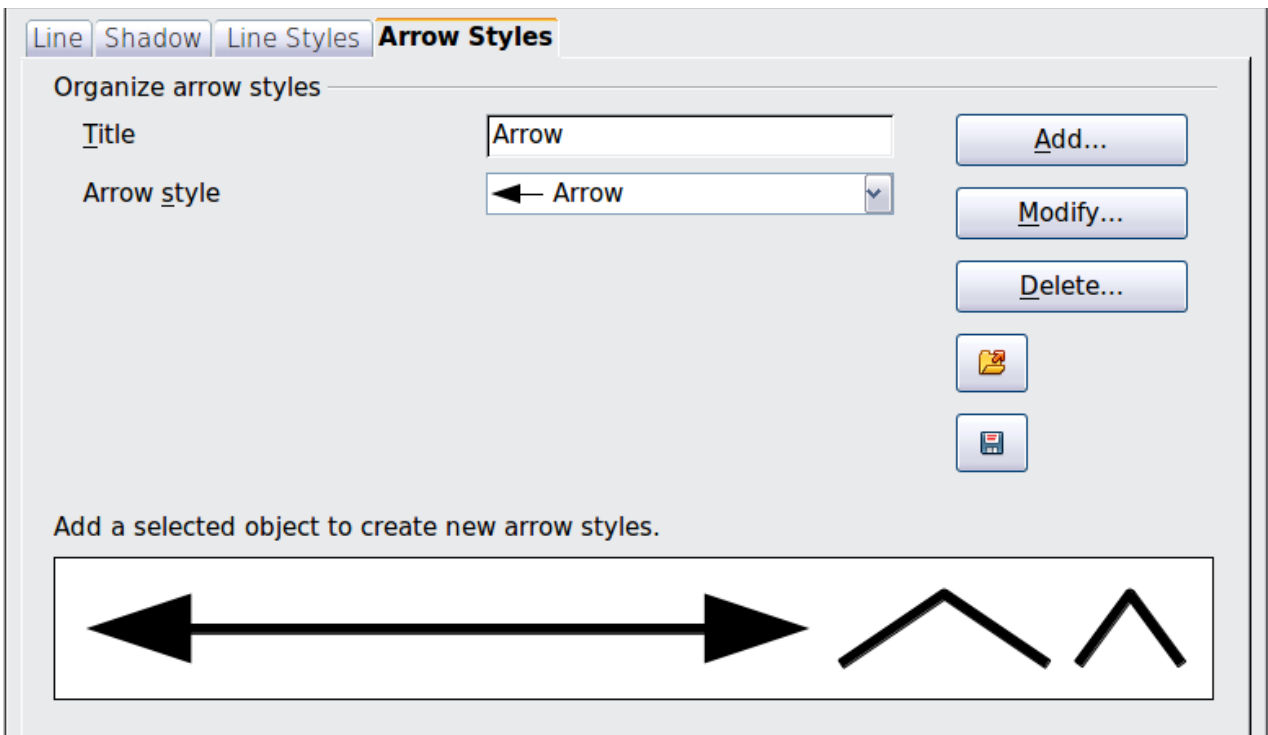 Line Shadow Line Styles Arrow Styles
Organize arrow styles
Title Arrow Add...
Arrow style Arrow
Modify...
Delete...
Add a selected object to create new arrow styles.